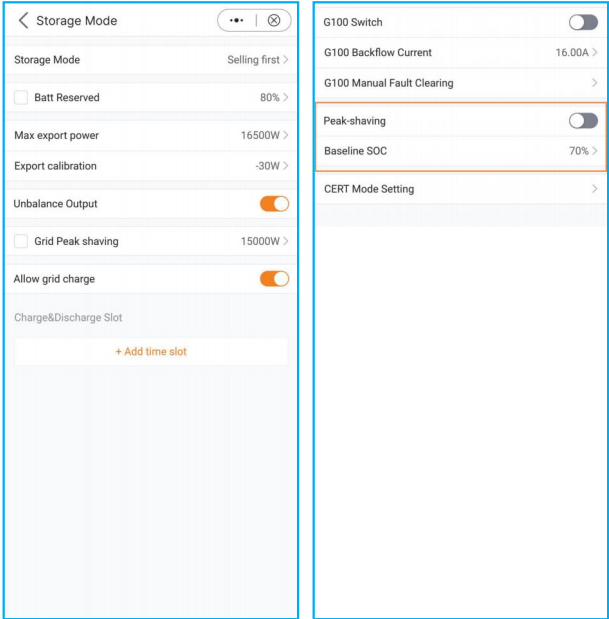 Storage Mode
Storage Mode Selling first
Batt Reserved 80%
Max export power 16500W
Export calibration -30W
Unbalance Output
Grid Peak shaving 15000W
Allow grid charge
Charge&Discharge Slot
+ Add time slot
G100 Switch
G100 Backflow Current 16.00A
G100 Manual Fault Clearing
Peak-shaving
Baseline SOC 70%
CERT Mode Setting